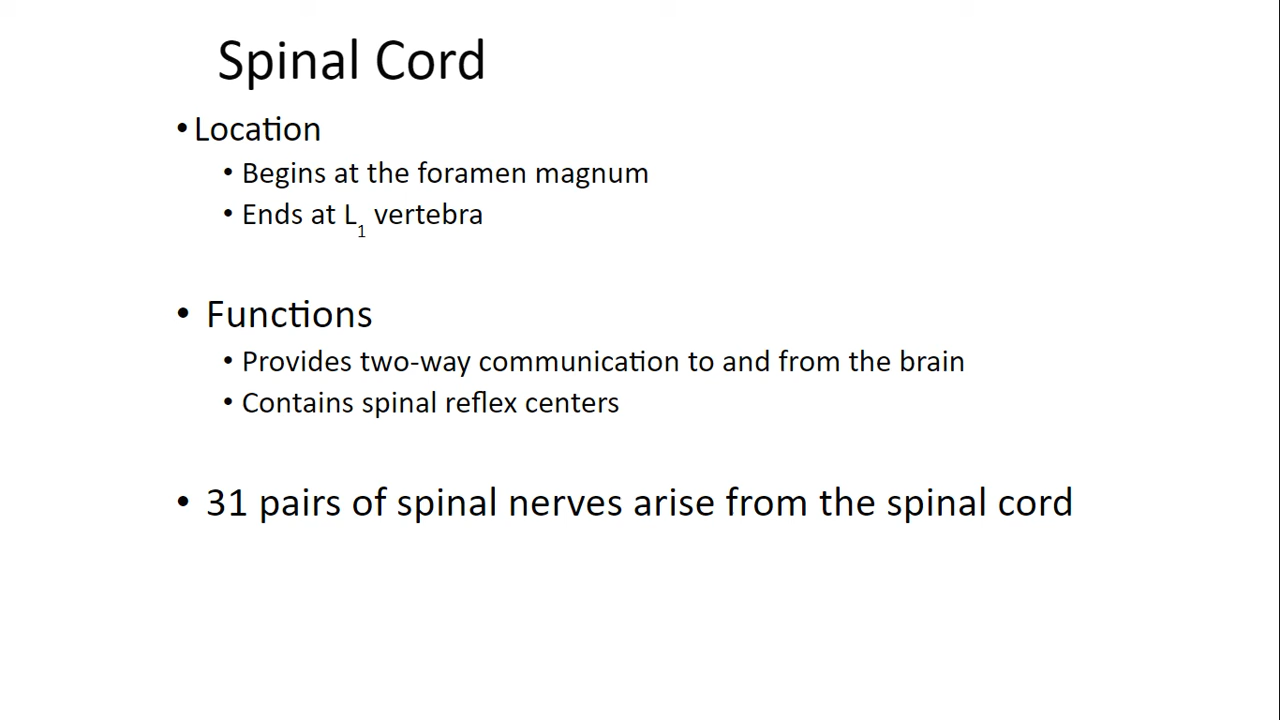 Spinal Cord
•Location
• Begins at the foramen magnum
• Ends at L₁ vertebra
• Functions
• Provides two-way communication to and from the brain
• Contains spinal reflex centers
• 31 pairs of spinal nerves arise from the spinal cord